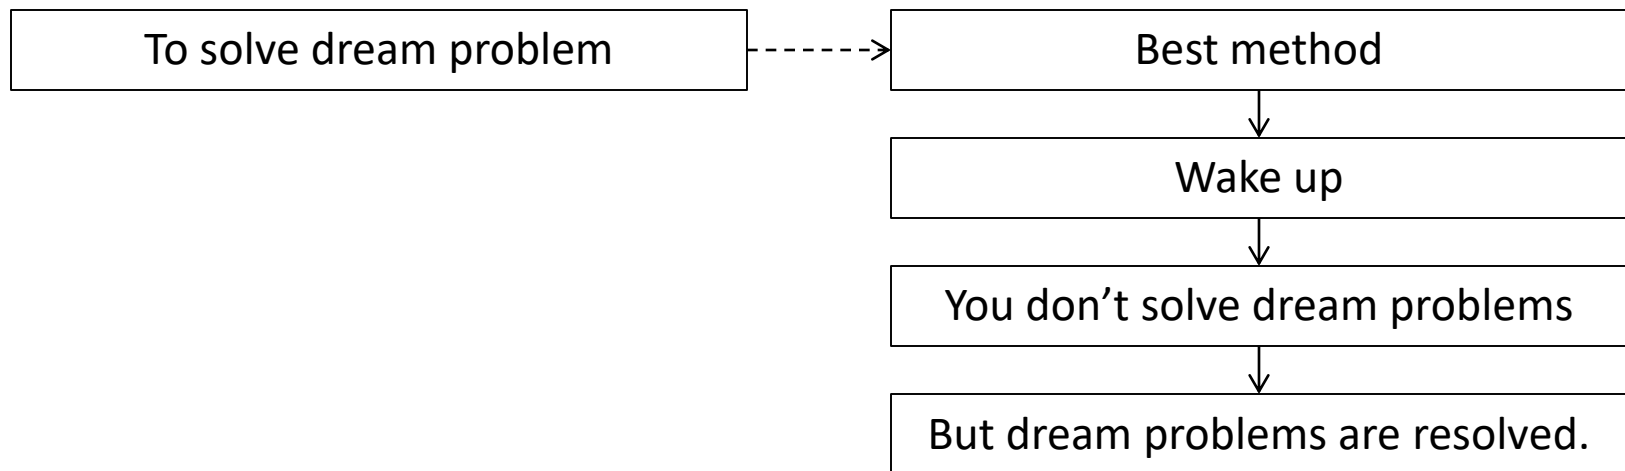 To solve dream problem
Best method
Wake up
You don’t solve dream problems
But dream problems are resolved.